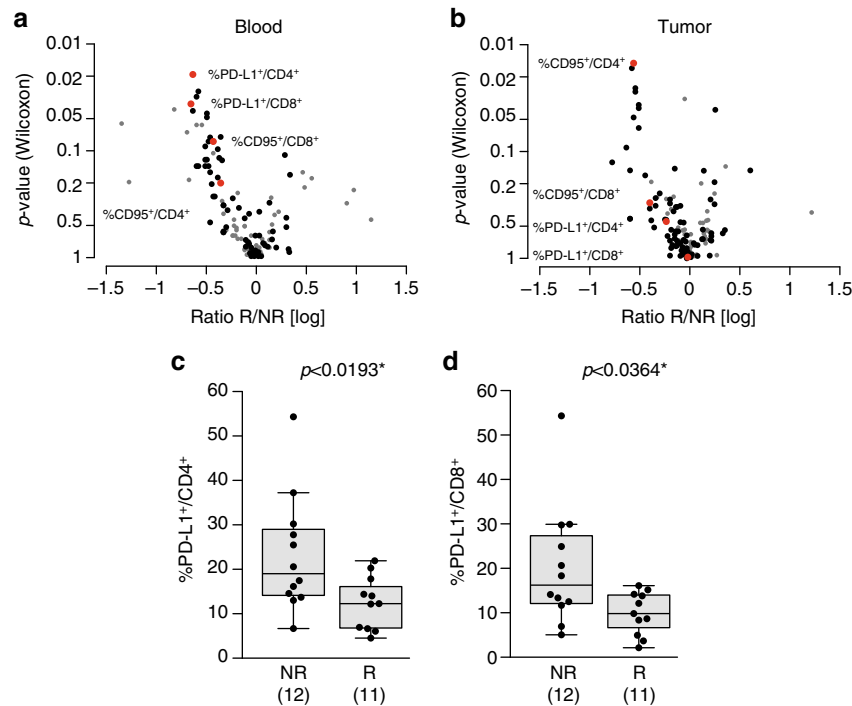 a
Blood
p-value (Wilcoxon)
0.01
0.02
0.05
0.1
0.2
0.5
1
%PD-L1⁺/CD4⁺
%PD-L1⁺/CD8⁺
%CD95⁺/CD8⁺
%CD95⁺/CD4⁺
−1.5 −1 −0.5 0 0.5 1 1.5
Ratio R/NR [log]
b
Tumor
p-value (Wilcoxon)
0.01
0.02
0.05
0.1
0.2
0.5
1
%CD95⁺/CD4⁺
%CD95⁺/CD8⁺
%PD-L1⁺/CD4⁺
%PD-L1⁺/CD8⁺
−1.5 −1 −0.5 0 0.5 1 1.5
Ratio R/NR [log]
c
p<0.0193*
%PD-L1⁺/CD4⁺
60
50
40
30
20
10
0
NR R
(12) (11)
d
p<0.0364*
%PD-L1⁺/CD8⁺
60
50
40
30
20
10
0
NR R
(12) (11)